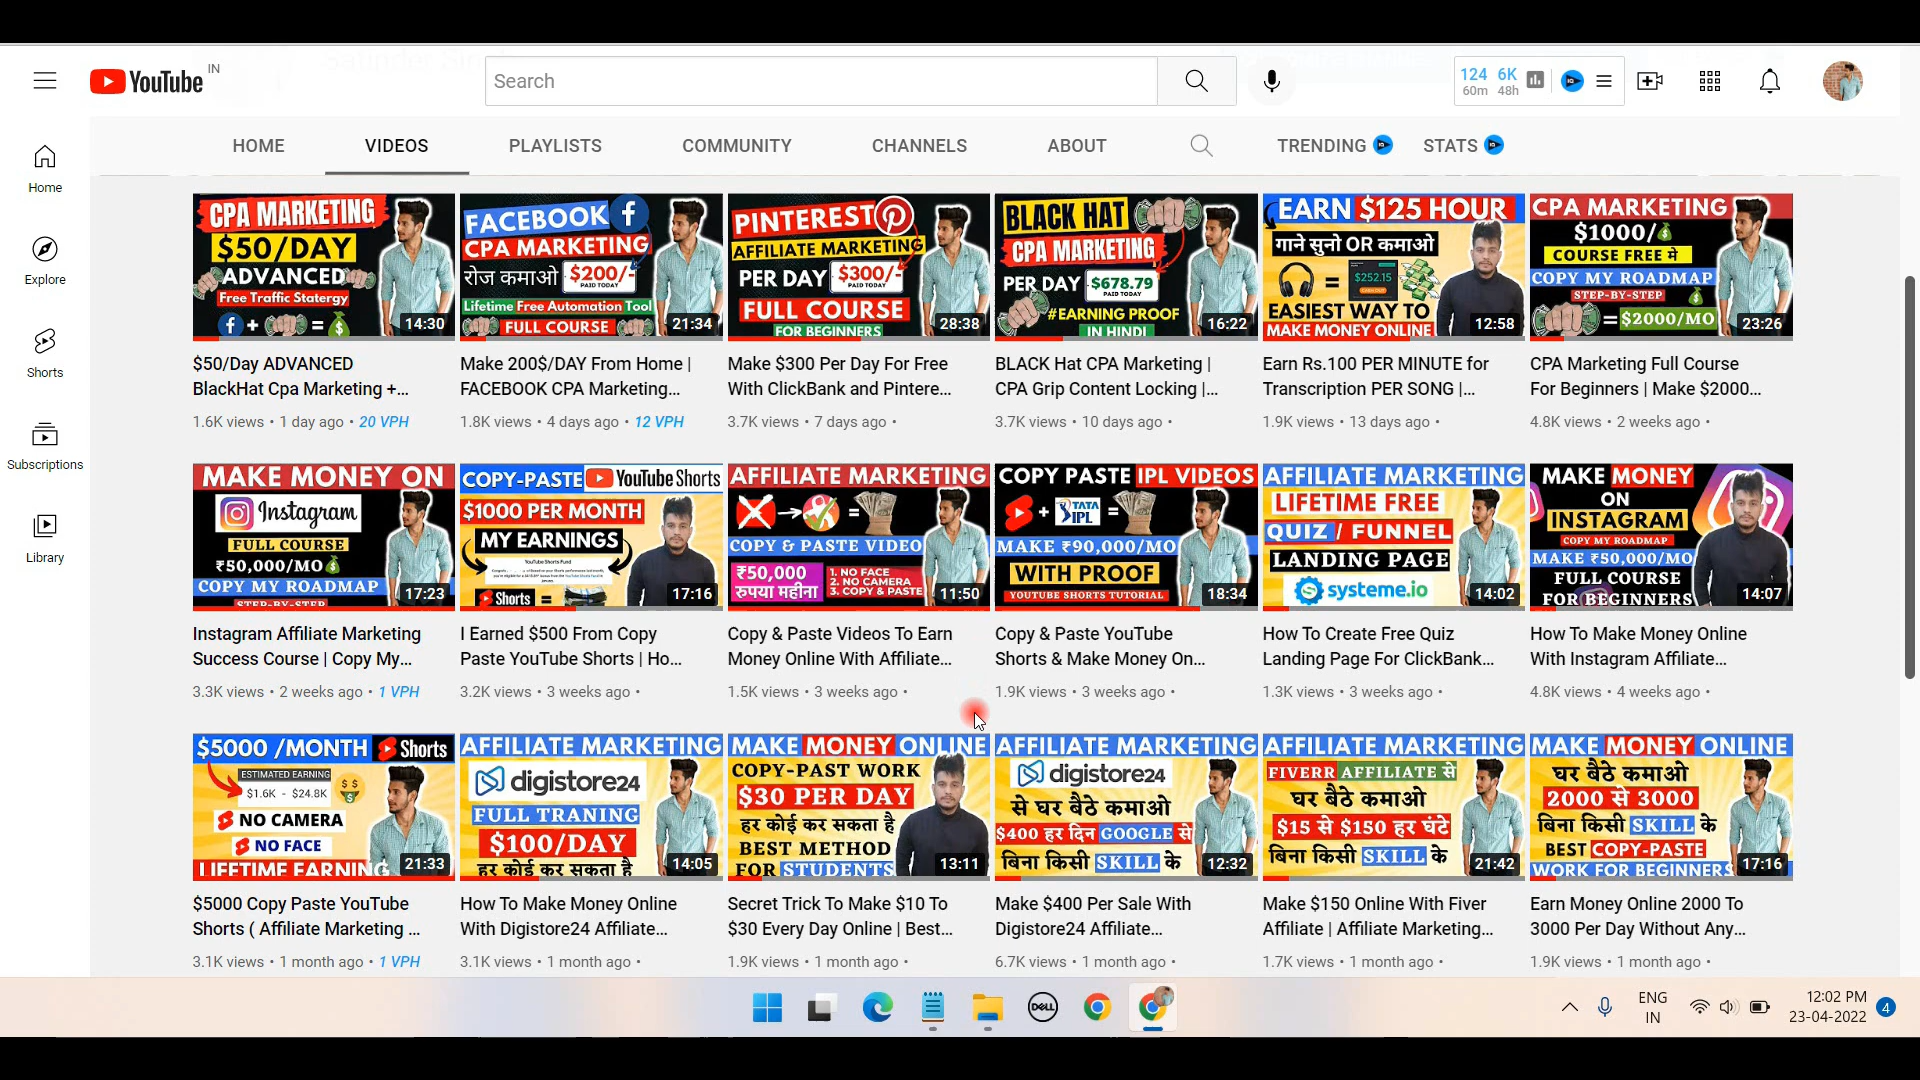 YouTube IN
Search
124 6K
60m 48h
HOME VIDEOS PLAYLISTS COMMUNITY CHANNELS ABOUT TRENDING STATS
Home
Explore
Shorts
Subscriptions
Library
CPA MARKETING
$50/DAY
ADVANCED
Free Traffic Statergy
14:30
FACEBOOK
CPA MARKETING
रोज कमाओ $200/-
PAID TODAY
Lifetime Free Automation Tool
FULL COURSE
21:34
PINTEREST
AFFILIATE MARKETING
PER DAY $300/-
PAID TODAY
FULL COURSE
FOR BEGINNERS
28:38
BLACK HAT
CPA MARKETING
PER DAY $678.79
PAID TODAY
#EARNING PROOF
IN HINDI
16:22
EARN $125 HOUR
गाने सुनो OR कमाओ
$252.15
EASIEST WAY TO
MAKE MONEY ONLINE
12:58
CPA MARKETING
$1000/
COURSE FREE में
COPY MY ROADMAP
STEP-BY-STEP
=$2000/MO
23:26
$50/Day ADVANCED
BlackHat Cpa Marketing +...
1.6K views • 1 day ago • 20 VPH
Make 200$/DAY From Home |
FACEBOOK CPA Marketing...
1.8K views • 4 days ago • 12 VPH
Make $300 Per Day For Free
With ClickBank and Pintere...
3.7K views • 7 days ago •
BLACK Hat CPA Marketing |
CPA Grip Content Locking |...
3.7K views • 10 days ago •
Earn Rs.100 PER MINUTE for
Transcription PER SONG |...
1.9K views • 13 days ago •
CPA Marketing Full Course
For Beginners | Make $2000...
4.8K views • 2 weeks ago •
MAKE MONEY ON
Instagram
FULL COURSE
₹50,000/MO
COPY MY ROADMAP
STEP-BY-STEP
17:23
COPY-PASTE YouTube Shorts
$1000 PER MONTH
MY EARNINGS
YouTube Shorts Fund
Shorts =
17:16
AFFILIATE MARKETING
COPY & PASTE VIDEO
₹50,000
रुपया महीना
1. NO FACE
2. NO CAMERA
3. COPY & PASTE
11:50
COPY PASTE IPL VIDEOS
+ TATA IPL =
MAKE ₹90,000/MO
WITH PROOF
YOUTUBE SHORTS TUTORIAL
18:34
AFFILIATE MARKETING
LIFETIME FREE
QUIZ / FUNNEL
LANDING PAGE
systeme.io
14:02
MAKE MONEY
ON
INSTAGRAM
COPY MY ROADMAP
MAKE ₹50,000/MO
FULL COURSE
FOR BEGINNERS
14:07
Instagram Affiliate Marketing
Success Course | Copy My...
3.3K views • 2 weeks ago • 1 VPH
I Earned $500 From Copy
Paste YouTube Shorts | Ho...
3.2K views • 3 weeks ago •
Copy & Paste Videos To Earn
Money Online With Affiliate...
1.5K views • 3 weeks ago •
Copy & Paste YouTube
Shorts & Make Money On...
1.9K views • 3 weeks ago •
How To Create Free Quiz
Landing Page For ClickBank...
1.3K views • 3 weeks ago •
How To Make Money Online
With Instagram Affiliate...
4.8K views • 4 weeks ago •
$5000 /MONTH Shorts
ESTIMATED EARNING
$1.6K - $24.8K
NO CAMERA
NO FACE
LIFETIME EARNING
21:33
AFFILIATE MARKETING
digistore24
FULL TRANING
$100/DAY
हर कोई कर सकता है
14:05
MAKE MONEY ONLINE
COPY-PAST WORK
$30 PER DAY
हर कोई कर सकता है
BEST METHOD
FOR STUDENTS
13:11
AFFILIATE MARKETING
digistore24
से घर बैठे कमाओ
$400 हर दिन GOOGLE से
बिना किसी SKILL के
12:32
AFFILIATE MARKETING
FIVERR AFFILIATE से
घर बैठे कमाओ
$15 से $150 हर घंटे
बिना किसी SKILL के
21:42
MAKE MONEY ONLINE
घर बैठे कमाओ
2000 से 3000
बिना किसी SKILL के
BEST COPY-PASTE
WORK FOR BEGINNERS
17:16
$5000 Copy Paste YouTube
Shorts ( Affiliate Marketing ...
3.1K views • 1 month ago • 1 VPH
How To Make Money Online
With Digistore24 Affiliate...
3.1K views • 1 month ago •
Secret Trick To Make $10 To
$30 Every Day Online | Best...
1.9K views • 1 month ago •
Make $400 Per Sale With
Digistore24 Affiliate...
6.7K views • 1 month ago •
Make $150 Online With Fiver
Affiliate | Affiliate Marketing...
1.7K views • 1 month ago •
Earn Money Online 2000 To
3000 Per Day Without Any...
1.9K views • 1 month ago •
DELL
ENG
IN
12:02 PM
23-04-2022
4